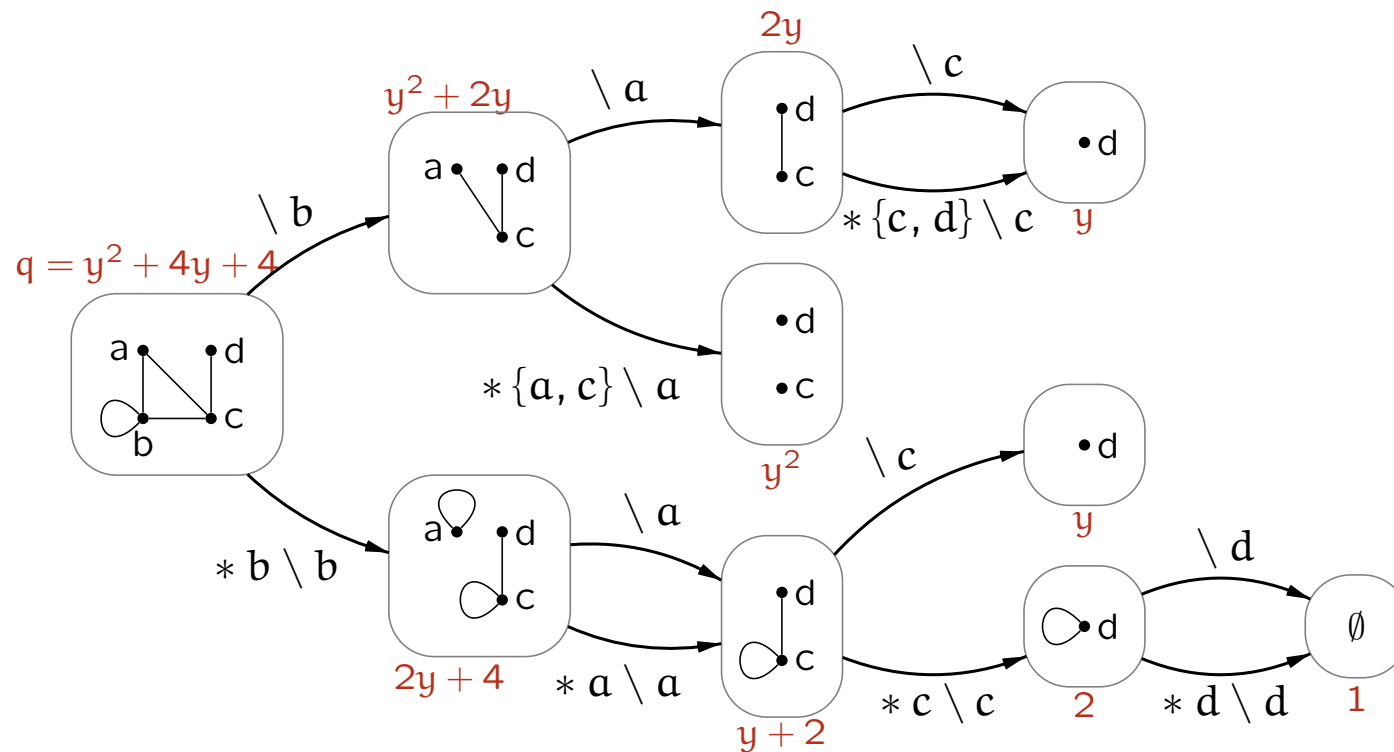 2y
\ c
\ a
y² + 2y
d
c
d
a
d
c
\ b
* {c, d} \ c
y
q = y² + 4y + 4
a
d
b
c
d
c
* {a, c} \ a
y²
\ c
d
y
a
d
c
\ a
* b \ b
2y + 4
* a \ a
d
c
y + 2
\ d
d
∅
* c \ c
2
* d \ d
1